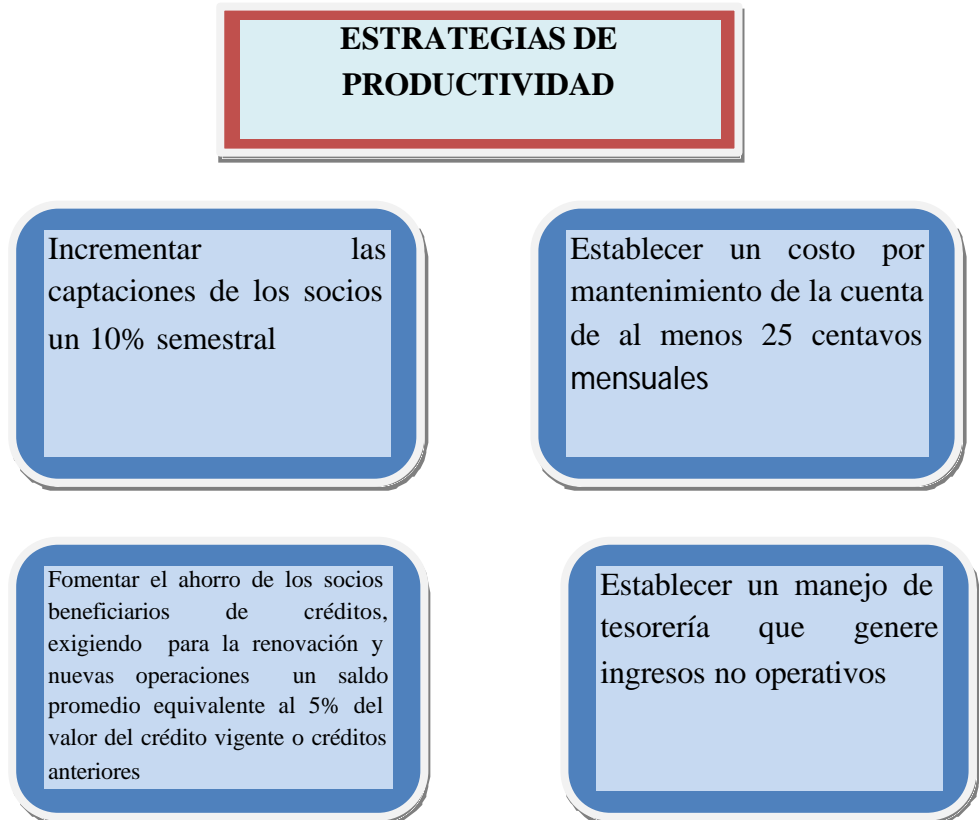 ESTRATEGIAS DE
PRODUCTIVIDAD
Incrementar las
captaciones de los socios
un 10% semestral
Establecer un costo por
mantenimiento de la cuenta
de al menos 25 centavos
mensuales
Fomentar el ahorro de los socios
beneficiarios de créditos,
exigiendo para la renovación y
nuevas operaciones un saldo
promedio equivalente al 5% del
valor del crédito vigente o créditos
anteriores
Establecer un manejo de
tesorería que genere
ingresos no operativos